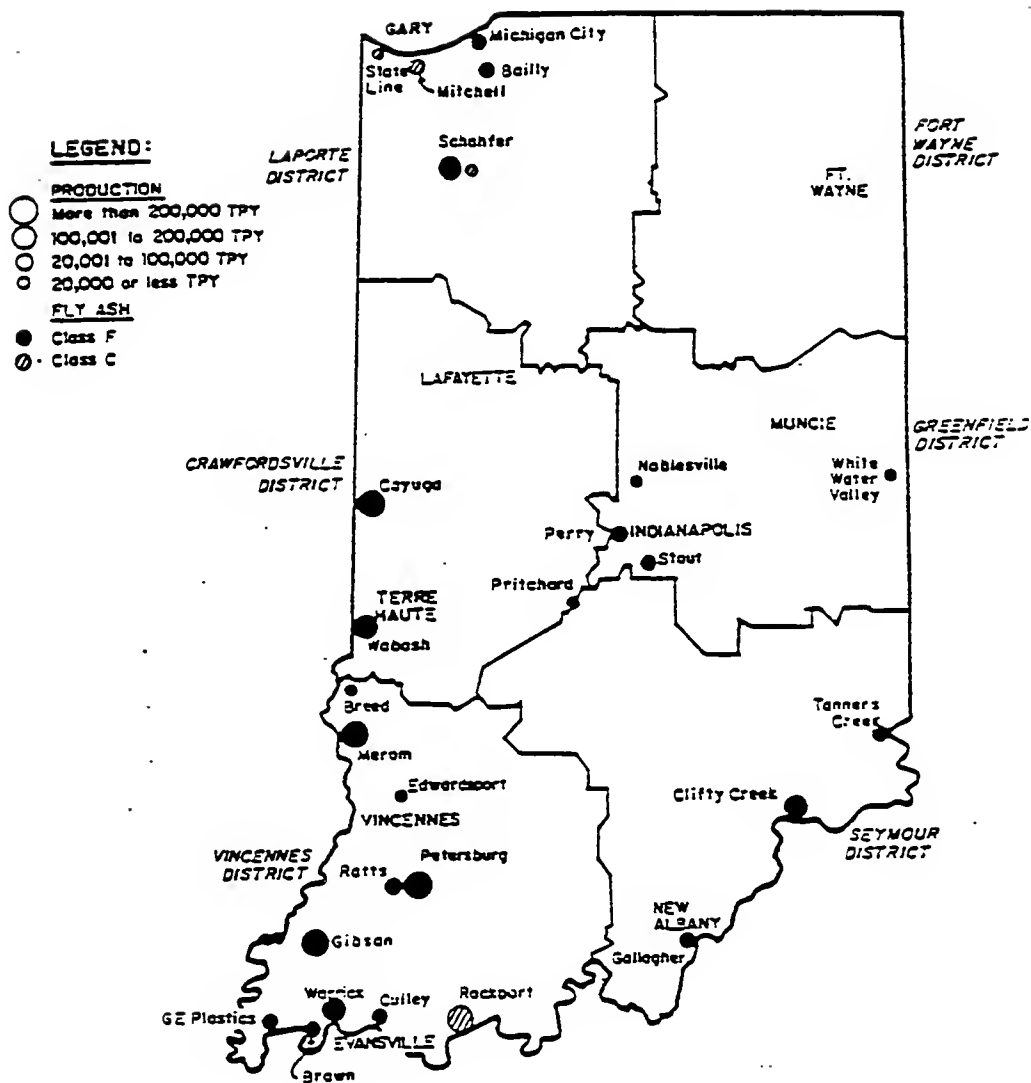 GARY
Michigan City
State
Line
Bailly
Mitchell
LEGEND:
LAPORTE
DISTRICT
Schahfer
FORT
WAYNE
DISTRICT
FT.
WAYNE
PRODUCTION
More than 200,000 TPY
100,001 to 200,000 TPY
20,001 to 100,000 TPY
20,000 or less TPY
FLY ASH
Class F
Class C
LAFAYETTE
MUNCIE
GREENFIELD
DISTRICT
CRAWFORDSVILLE
DISTRICT
Cayuga
Noblesville
White
Water
Valley
Perry
INDIANAPOLIS
Stout
Pritchard
TERRE
HAUTE
Wabash
Breed
Merom
Tanners
Creek
Edwardsport
VINCENNES
Clifty Creek
SEYMOUR
DISTRICT
VINCENNES
DISTRICT
Ratts
Petersburg
NEW
ALBANY
Gallagher
Gibson
Warrick
Culley
Rockport
GE Plastics
EVANSVILLE
Brown